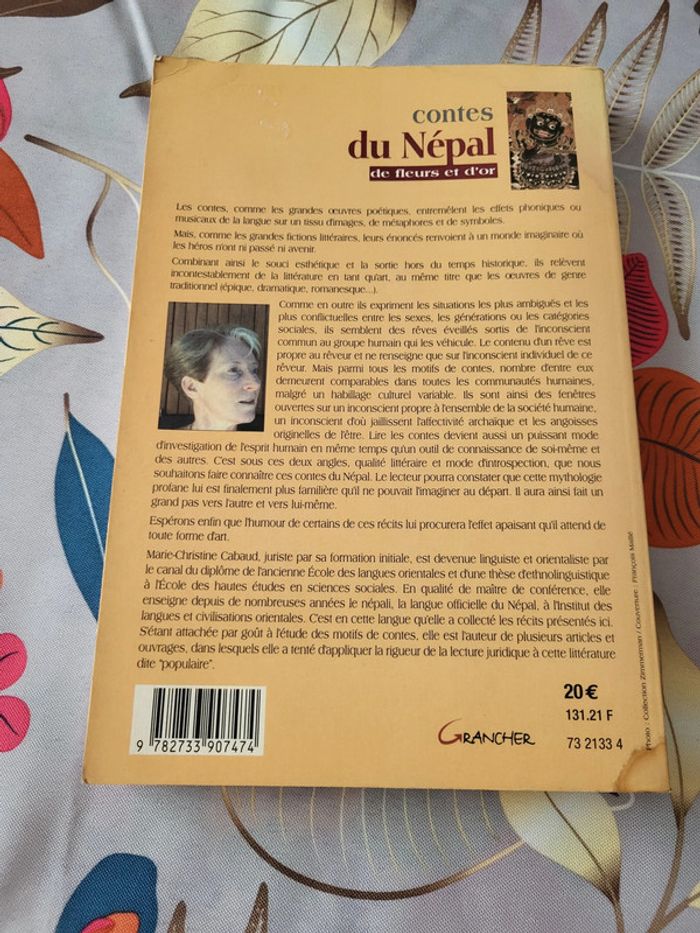 contes
du Népal
de fleurs et d'or
Les contes, comme les grandes œuvres poétiques, entremêlent les effets phoniques ou
musicaux de la langue sur un tissu d'images, de métaphores et de symboles.
Mais, comme les grandes fictions littéraires, leurs énoncés renvoient à un monde imaginaire où
les héros n'ont ni passé ni avenir.
Combinant ainsi le souci esthétique et la sortie hors du temps historique, ils relèvent
incontestablement de la littérature en tant qu'art, au même titre que les œuvres de genre
traditionnel (épique, dramatique, romanesque...).
Comme en outre ils expriment les situations les plus ambiguës et les
plus conflictuelles entre les sexes, les générations ou les catégories
sociales, ils semblent des rêves éveillés sortis de l'inconscient
commun au groupe humain qui les véhicule. Le contenu d'un rêve est
propre au rêveur et ne renseigne que sur l'inconscient individuel de ce
rêveur. Mais parmi tous les motifs de contes, nombre d'entre eux
demeurent comparables dans toutes les communautés humaines,
malgré un habillage culturel variable. Ils sont ainsi des fenêtres
ouvertes sur un inconscient propre à l'ensemble de la société humaine,
un inconscient d'où jaillissent l'affectivité archaïque et les angoisses
originelles de l'être. Lire les contes devient aussi un puissant mode
d'investigation de l'esprit humain en même temps qu'un outil de connaissance de soi-même et
des autres. C'est sous ces deux angles, qualité littéraire et mode d'introspection, que nous
souhaitons faire connaître ces contes du Népal. Le lecteur pourra constater que cette mythologie
profane lui est finalement plus familière qu'il ne pouvait l'imaginer au départ. Il aura ainsi fait un
grand pas vers l'autre et vers lui-même.
Espérons enfin que l'humour de certains de ces récits lui procurera l'effet apaisant qu'il attend de
toute forme d'art.
Marie-Christine Cabaud, juriste par sa formation initiale, est devenue linguiste et orientaliste par
le canal du diplôme de l'ancienne École des langues orientales et d'une thèse d'ethnolinguistique
à l'École des hautes études en sciences sociales. En qualité de maître de conférence, elle
enseigne depuis de nombreuses années le népali, la langue officielle du Népal, à l'Institut des
langues et civilisations orientales. C'est en cette langue qu'elle a collecté les récits présentés ici.
S'étant attachée par goût à l'étude des motifs de contes, elle est l'auteur de plusieurs articles et
ouvrages, dans lesquels elle a tenté d'appliquer la rigueur de la lecture juridique à cette littérature
dite "populaire".
20 €
131.21 F
GRANCHER
73 2133 4
9 782733 907474
Photo : Collection Zimmerman / Couverture : François Maillé